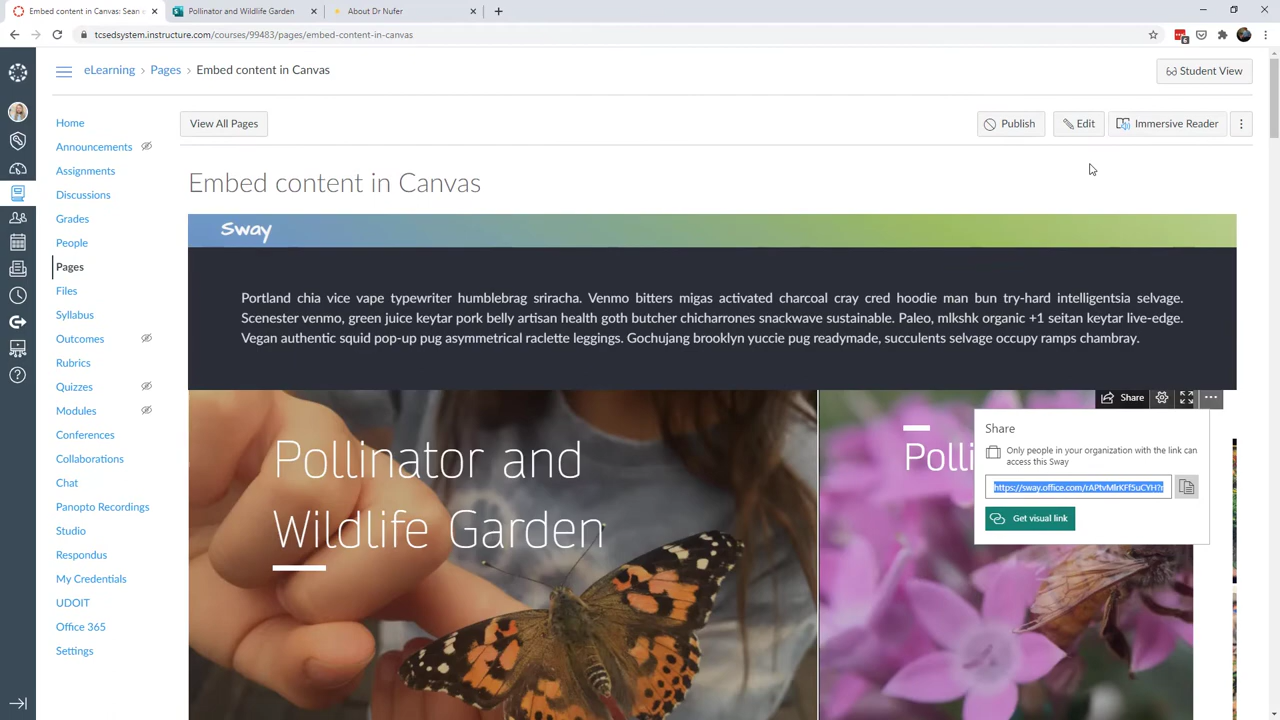 Embed content in Canvas: Sean
Pollinator and Wildlife Garden
About Dr Nufer
tcsedsystem.instructure.com/courses/99483/pages/embed-content-in-canvas
eLearning > Pages > Embed content in Canvas
Student View
View All Pages
Publish
Edit
Immersive Reader
Home
Announcements
Assignments
Discussions
Grades
People
Pages
Files
Syllabus
Outcomes
Rubrics
Quizzes
Modules
Conferences
Collaborations
Chat
Panopto Recordings
Studio
Respondus
My Credentials
UDOIT
Office 365
Settings
Embed content in Canvas
Sway
Portland chia vice vape typewriter humblebrag sriracha. Venmo bitters migas activated charcoal cray cred hoodie man bun try-hard intelligentsia selvage.
Scenester venmo, green juice keytar pork belly artisan health goth butcher chicharrones snackwave sustainable. Paleo, mlkshk organic +1 seitan keytar live-edge.
Vegan authentic squid pop-up pug asymmetrical raclette leggings. Gochujang brooklyn yuccie pug readymade, succulents selvage occupy ramps chambray.
Pollinator and
Wildlife Garden
Polli
Share
Share
Only people in your organization with the link can
access this Sway
Get visual link